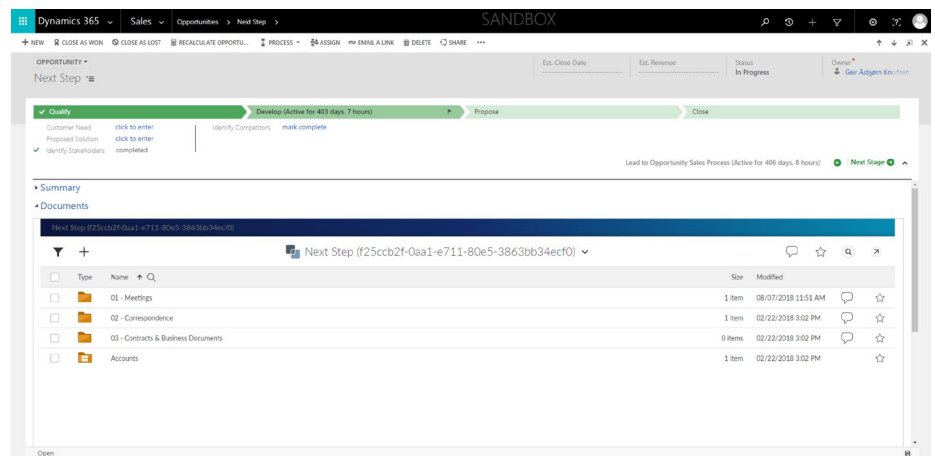 Dynamics 365 Sales Opportunities > Next Step > SANDBOX
+ NEW CLOSE AS WON CLOSE AS LOST RECALCULATE OPPORTU... PROCESS ASSIGN EMAIL A LINK DELETE SHARE ...
OPPORTUNITY Est. Close Date Est. Revenue Status Owner*
Next Step In Progress Geir Asbjørn
Qualify Develop (Active for 403 days, 7 hours) Propose Close
Customer Need click to enter Identify Competitors mark complete
Proposed Solution click to enter
Identify Stakeholders completed
Lead to Opportunity Sales Process (Active for 406 days, 8 hours) Next Stage
Summary
Documents
Next Step (f25ccb2f-0aa1-e711-80e5-3863bb34ecf0)
Next Step (f25ccb2f-0aa1-e711-80e5-3863bb34ecf0)
Type Name Size Modified
01 - Meetings 1 item 08/07/2018 11:51 AM
02 - Correspondence 1 item 02/22/2018 3:02 PM
03 - Contracts & Business Documents 0 items 02/22/2018 3:02 PM
Accounts 1 item 02/22/2018 3:02 PM
Open